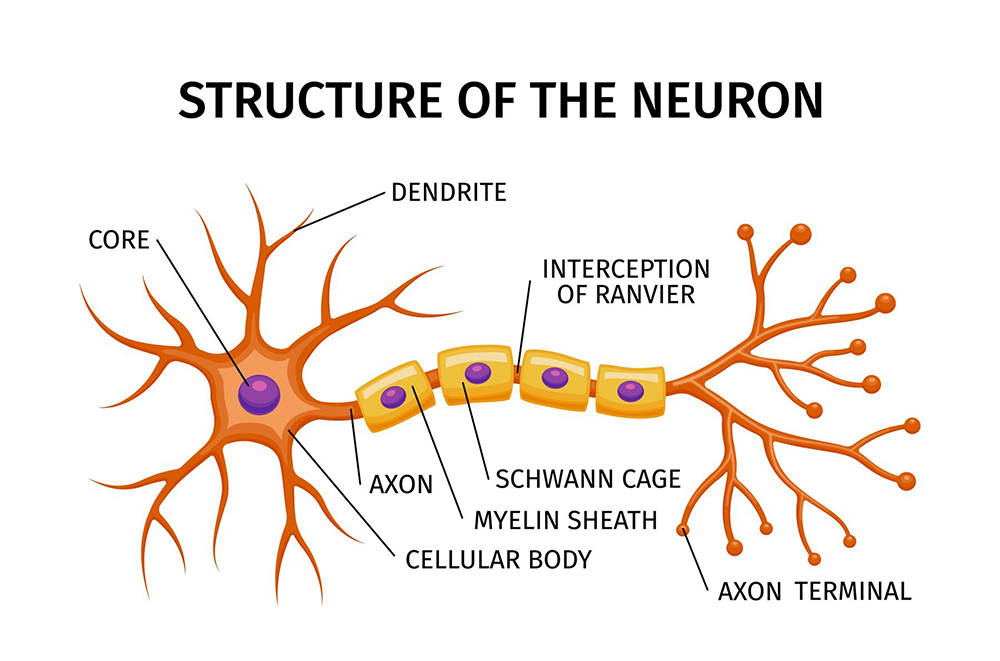 STRUCTURE OF THE NEURON
DENDRITE
CORE
INTERCEPTION
OF RANVIER
AXON
SCHWANN CAGE
MYELIN SHEATH
CELLULAR BODY
AXON TERMINAL